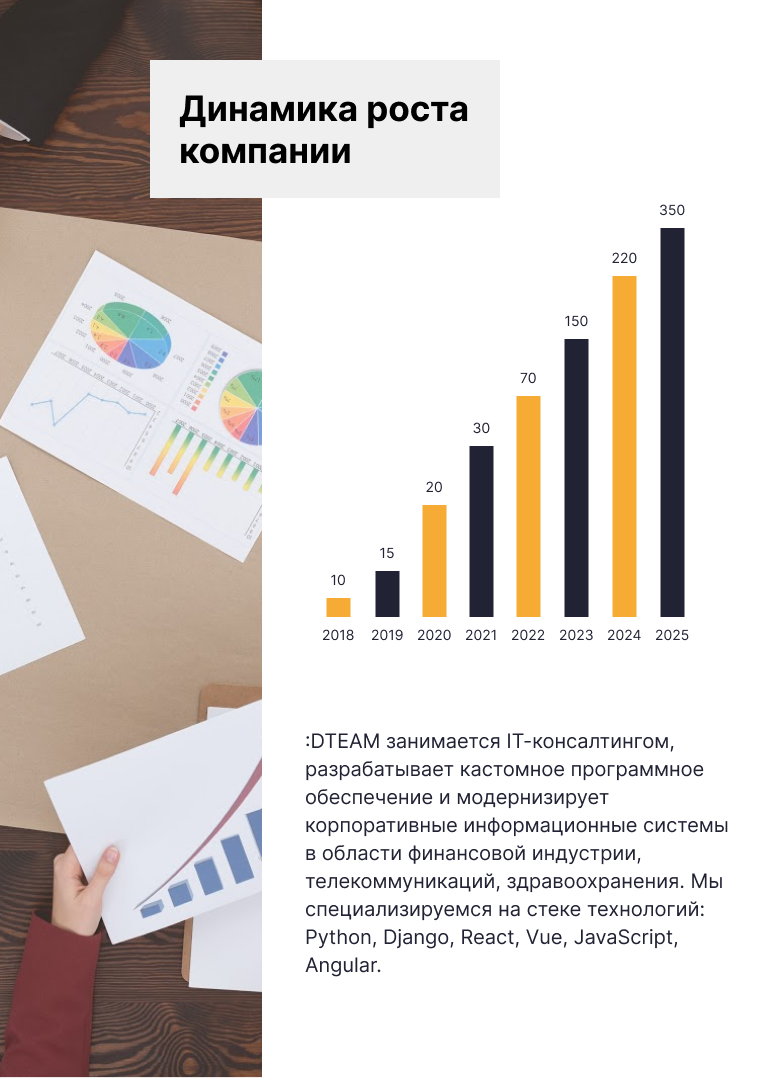 Динамика роста
компании
350
220
150
70
30
20
15
10
2018 2019 2020 2021 2022 2023 2024 2025
:DTEAM занимается IT-консалтингом,
разрабатывает кастомное программное
обеспечение и модернизирует
корпоративные информационные системы
в области финансовой индустрии,
телекоммуникаций, здравоохранения. Мы
специализируемся на стеке технологий:
Python, Django, React, Vue, JavaScript,
Angular.